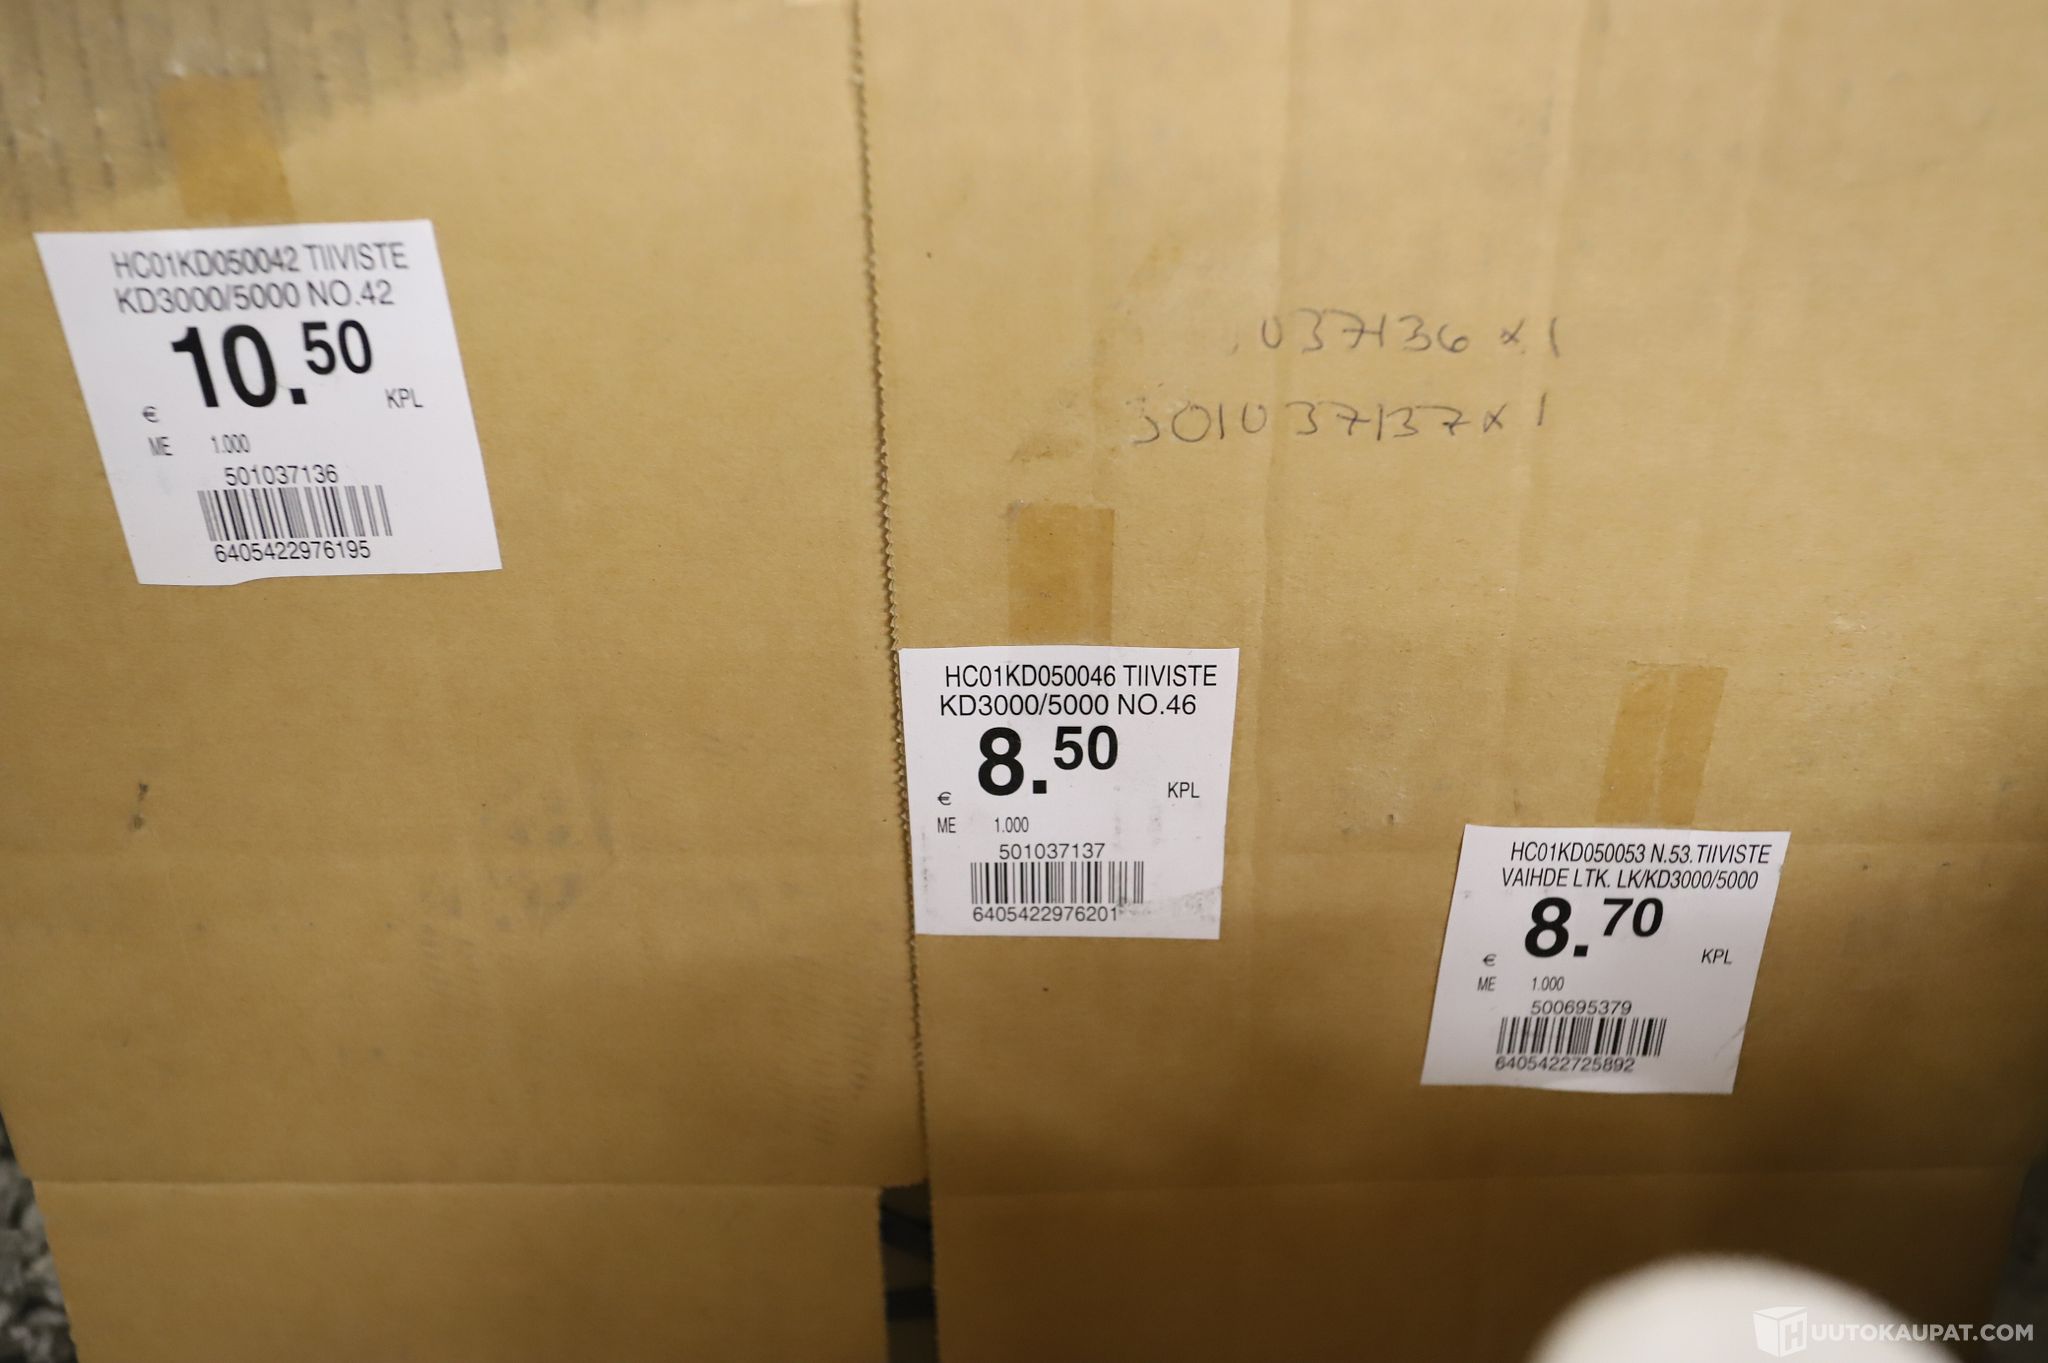 HC01KD050042 TIIVISTE
KD3000/5000 NO.42
10.50
€ KPL
ME 1.000
501037136
6405422976195
037136 x 1
501037137 x 1
HC01KD050046 TIIVISTE
KD3000/5000 NO.46
8.50
€ KPL
ME 1.000
501037137
6405422976201
HC01KD050053 N.53.TIIVISTE
VAIHDE LTK. LK/KD3000/5000
8.70
€ KPL
ME 1.000
500695379
6405422725892
HUUTOKAUPAT.COM